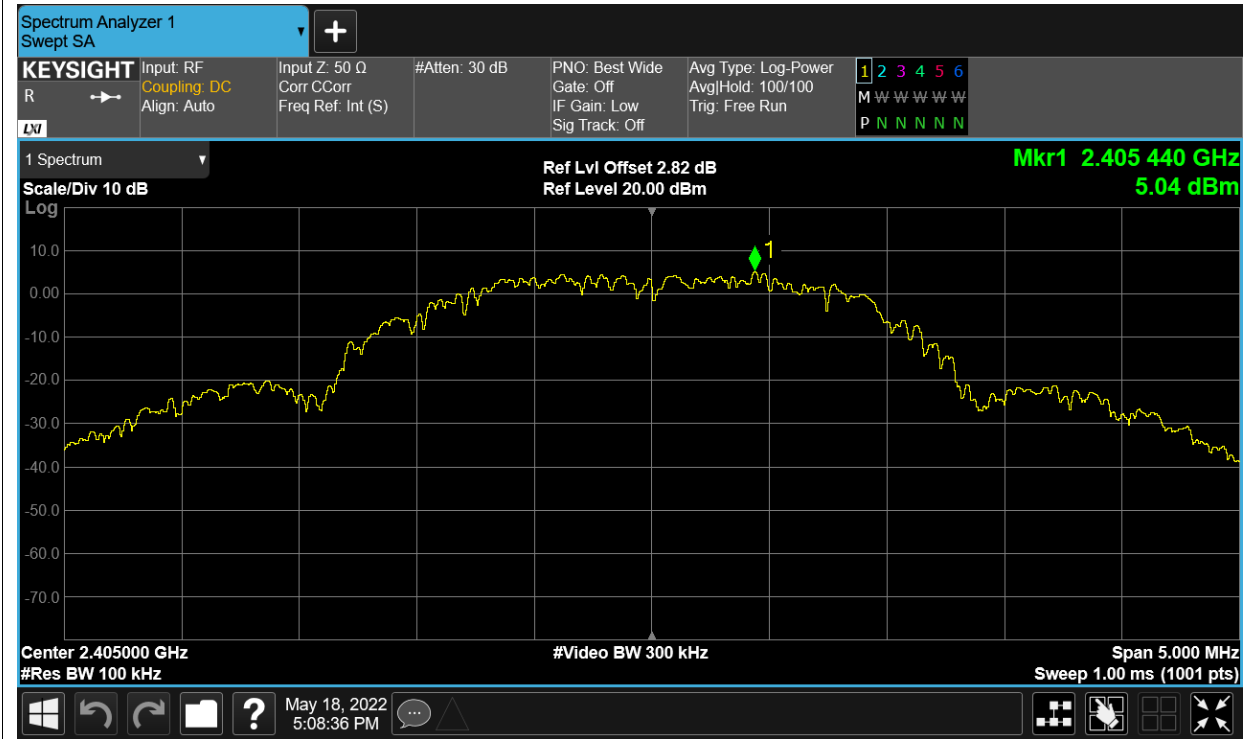 Spectrum Analyzer 1
Swept SA
+
KEYSIGHT
R
LXI
Input: RF
Coupling: DC
Align: Auto
Input Z: 50 Ω
Corr CCorr
Freq Ref: Int (S)
#Atten: 30 dB
PNO: Best Wide
Gate: Off
IF Gain: Low
Sig Track: Off
Avg Type: Log-Power
Avg|Hold: 100/100
Trig: Free Run
1 2 3 4 5 6
M W W W W W
P N N N N N
1 Spectrum
Scale/Div 10 dB
Log
Ref Lvl Offset 2.82 dB
Ref Level 20.00 dBm
Mkr1 2.405 440 GHz
5.04 dBm
1
10.0
0.00
-10.0
-20.0
-30.0
-40.0
-50.0
-60.0
-70.0
Center 2.405000 GHz
#Res BW 100 kHz
#Video BW 300 kHz
Span 5.000 MHz
Sweep 1.00 ms (1001 pts)
?
May 18, 2022
5:08:36 PM